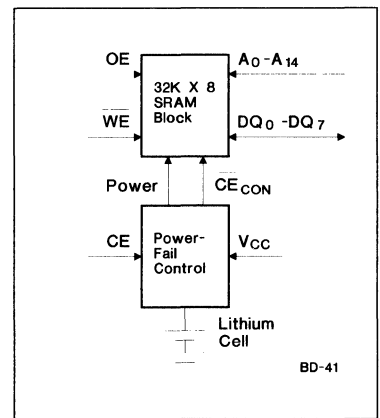 OE
A0-A14
32K X 8
SRAM
Block
WE
DQ0 -DQ7
Power
CECON
CE
Power-
Fail
Control
VCC
Lithium
Cell
BD-41